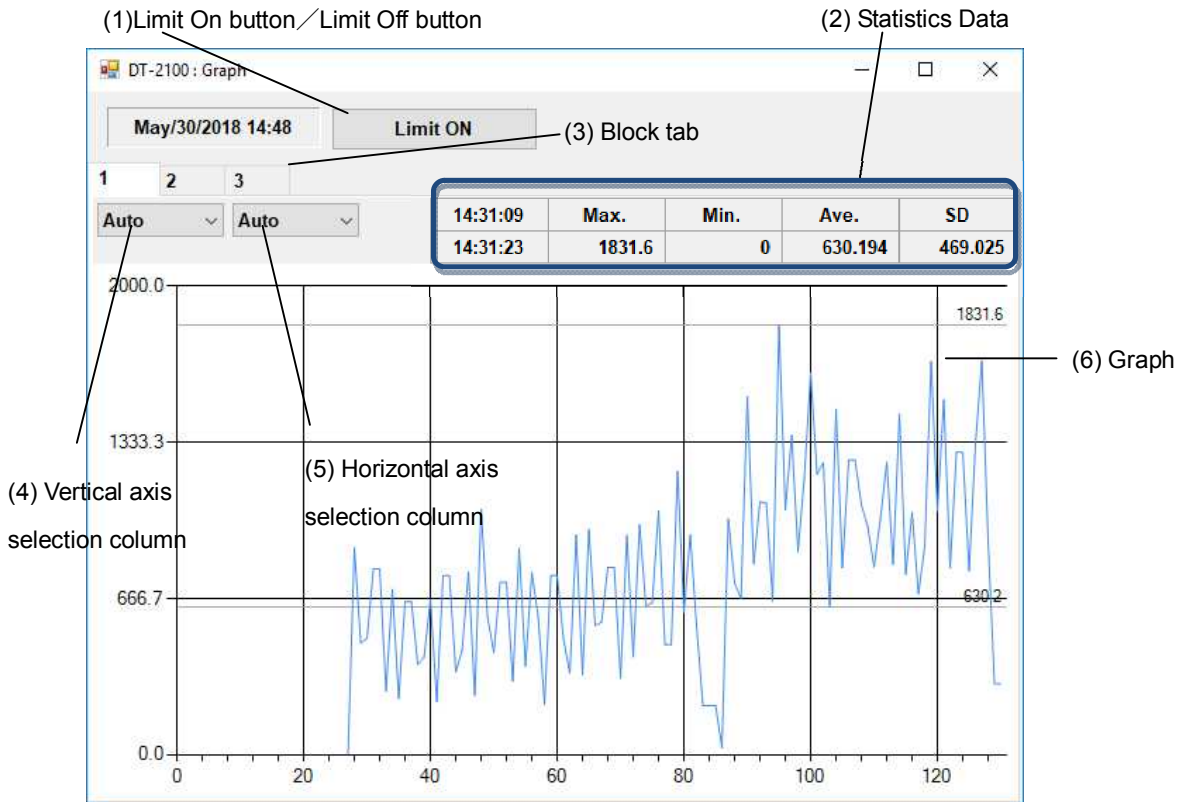 (1)Limit On button／Limit Off button
(2) Statistics Data
DT-2100 : Graph
May/30/2018 14:48
Limit ON
(3) Block tab
1 2 3
Auto Auto
14:31:09 Max. Min. Ave. SD
14:31:23 1831.6 0 630.194 469.025
2000.0
1831.6
(6) Graph
1333.3
(5) Horizontal axis
selection column
(4) Vertical axis
selection column
666.7
630.2
0.0
0 20 40 60 80 100 120